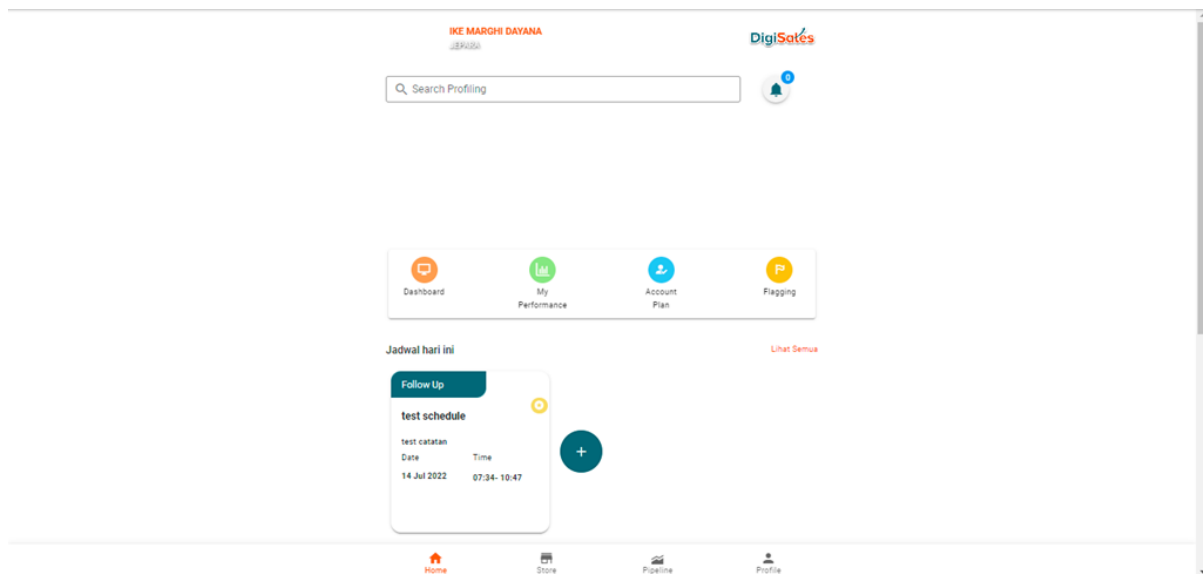 IKE MARGHI DAYANA
JEPARA
DigiSales
Search Profiling
0
Dashboard
My
Performance
Account
Plan
Flagging
Jadwal hari ini
Lihat Semua
Follow Up
test schedule
test catatan
Date Time
14 Jul 2022 07:34- 10:47
+
Home
Store
Pipeline
Profile